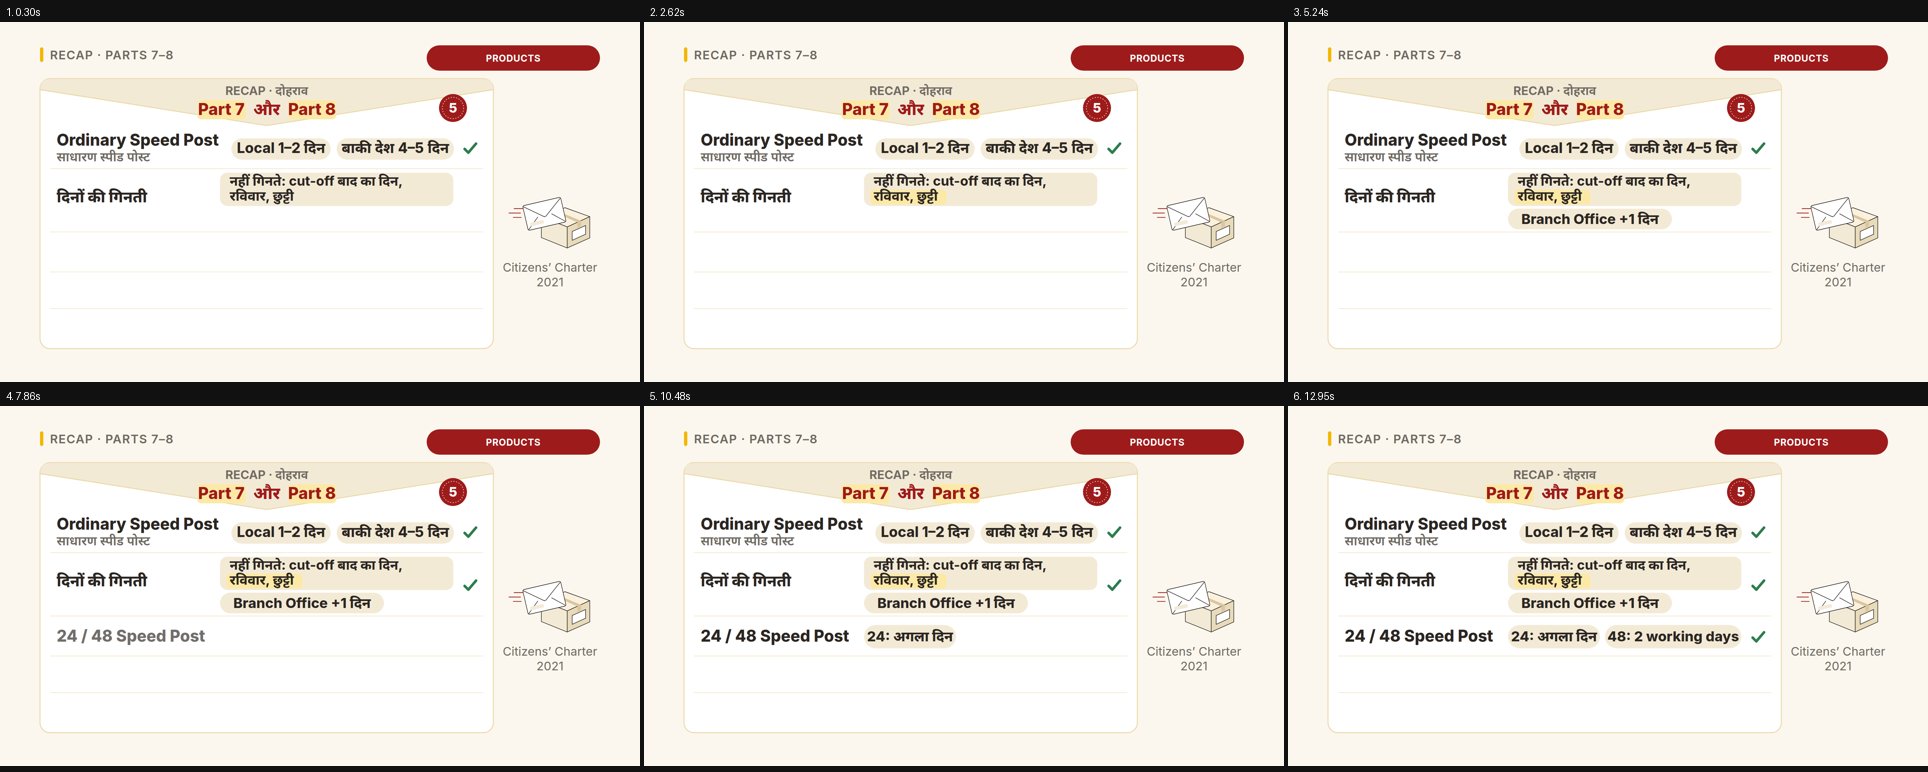 1. 0.30s
RECAP · PARTS 7–8
PRODUCTS
RECAP · दोहराव
Part 7 और Part 8
5
Ordinary Speed Post
साधारण स्पीड पोस्ट
Local 1–2 दिन
बाकी देश 4–5 दिन
दिनों की गिनती
नहीं गिनते: cut-off बाद का दिन,
रविवार, छुट्टी
Citizens’ Charter
2021
2. 2.62s
RECAP · PARTS 7–8
PRODUCTS
RECAP · दोहराव
Part 7 और Part 8
5
Ordinary Speed Post
साधारण स्पीड पोस्ट
Local 1–2 दिन
बाकी देश 4–5 दिन
दिनों की गिनती
नहीं गिनते: cut-off बाद का दिन,
रविवार, छुट्टी
Citizens’ Charter
2021
3. 5.24s
RECAP · PARTS 7–8
PRODUCTS
RECAP · दोहराव
Part 7 और Part 8
5
Ordinary Speed Post
साधारण स्पीड पोस्ट
Local 1–2 दिन
बाकी देश 4–5 दिन
दिनों की गिनती
नहीं गिनते: cut-off बाद का दिन,
रविवार, छुट्टी
Branch Office +1 दिन
Citizens’ Charter
2021
4. 7.86s
RECAP · PARTS 7–8
PRODUCTS
RECAP · दोहराव
Part 7 और Part 8
5
Ordinary Speed Post
साधारण स्पीड पोस्ट
Local 1–2 दिन
बाकी देश 4–5 दिन
दिनों की गिनती
नहीं गिनते: cut-off बाद का दिन,
रविवार, छुट्टी
Branch Office +1 दिन
24 / 48 Speed Post
Citizens’ Charter
2021
5. 10.48s
RECAP · PARTS 7–8
PRODUCTS
RECAP · दोहराव
Part 7 और Part 8
5
Ordinary Speed Post
साधारण स्पीड पोस्ट
Local 1–2 दिन
बाकी देश 4–5 दिन
दिनों की गिनती
नहीं गिनते: cut-off बाद का दिन,
रविवार, छुट्टी
Branch Office +1 दिन
24 / 48 Speed Post
24: अगला दिन
Citizens’ Charter
2021
6. 12.95s
RECAP · PARTS 7–8
PRODUCTS
RECAP · दोहराव
Part 7 और Part 8
5
Ordinary Speed Post
साधारण स्पीड पोस्ट
Local 1–2 दिन
बाकी देश 4–5 दिन
दिनों की गिनती
नहीं गिनते: cut-off बाद का दिन,
रविवार, छुट्टी
Branch Office +1 दिन
24 / 48 Speed Post
24: अगला दिन
48: 2 working days
Citizens’ Charter
2021